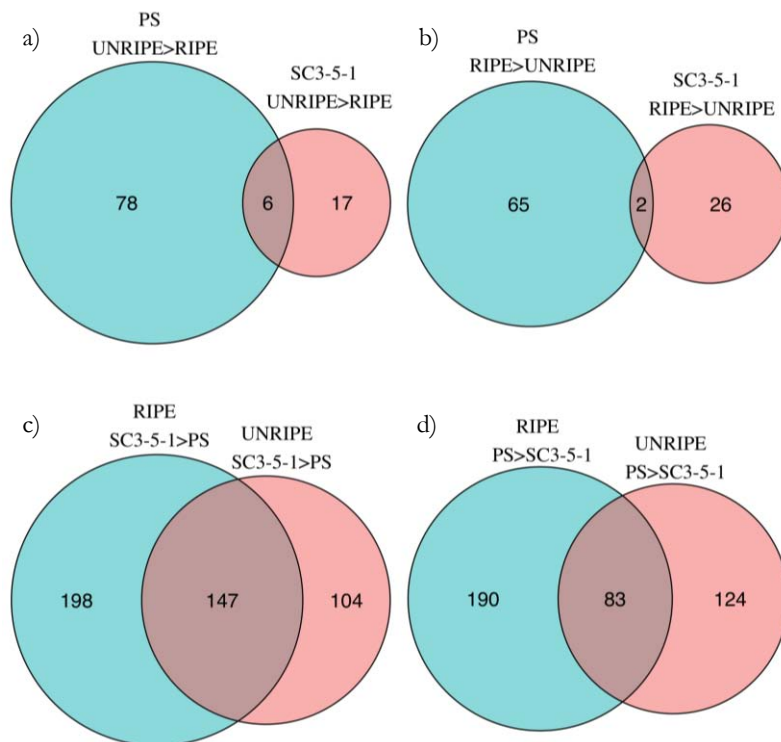 a)
PS
UNRIPE>RIPE
SC3-5-1
UNRIPE>RIPE
78
6
17
b)
PS
RIPE>UNRIPE
SC3-5-1
RIPE>UNRIPE
65
2
26
c)
RIPE
SC3-5-1>PS
UNRIPE
SC3-5-1>PS
198
147
104
d)
RIPE
PS>SC3-5-1
UNRIPE
PS>SC3-5-1
190
83
124